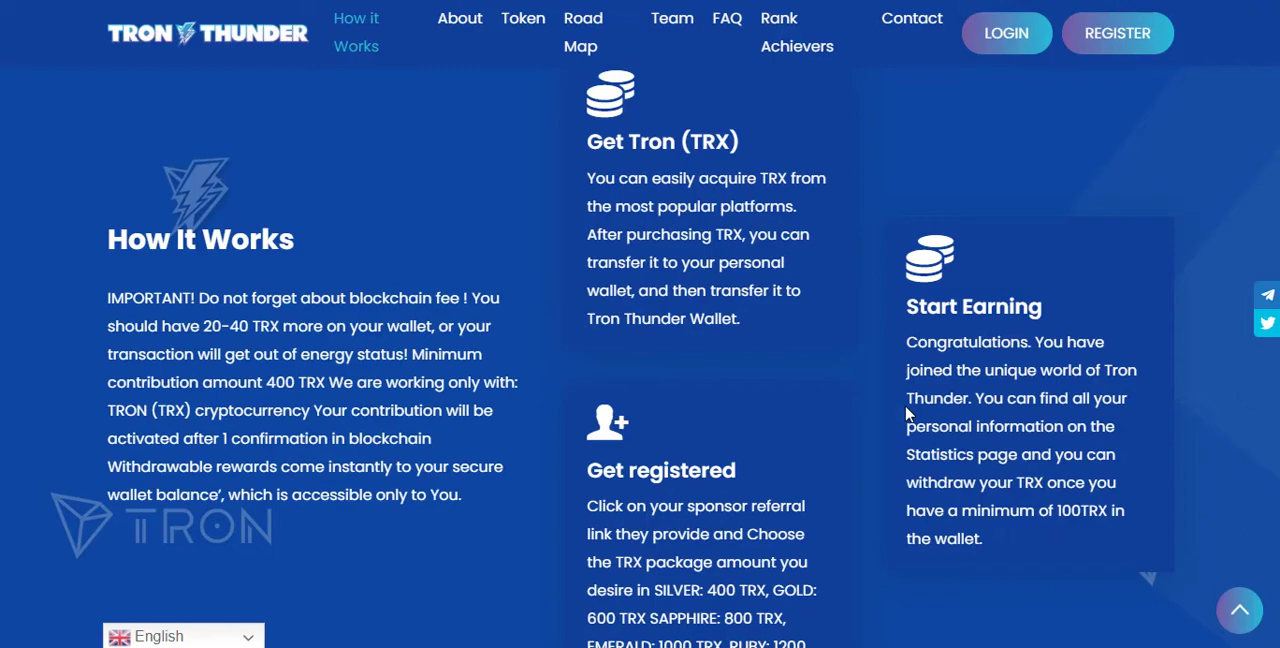 TRON THUNDER
How it
Works
About
Token
Road
Map
Team
FAQ
Rank
Achievers
Contact
LOGIN
REGISTER
How It Works
IMPORTANT! Do not forget about blockchain fee ! You
should have 20-40 TRX more on your wallet, or your
transaction will get out of energy status! Minimum
contribution amount 400 TRX We are working only with:
TRON (TRX) cryptocurrency Your contribution will be
activated after 1 confirmation in blockchain
Withdrawable rewards come instantly to your secure
wallet balance’, which is accessible only to You.
TRON
Get Tron (TRX)
You can easily acquire TRX from
the most popular platforms.
After purchasing TRX, you can
transfer it to your personal
wallet, and then transfer it to
Tron Thunder Wallet.
Get registered
Click on your sponsor referral
link they provide and Choose
the TRX package amount you
desire in SILVER: 400 TRX, GOLD:
600 TRX SAPPHIRE: 800 TRX,
EMERALD: 1000 TRX, RUBY: 1200
Start Earning
Congratulations. You have
joined the unique world of Tron
Thunder. You can find all your
personal information on the
Statistics page and you can
withdraw your TRX once you
have a minimum of 100TRX in
the wallet.
English